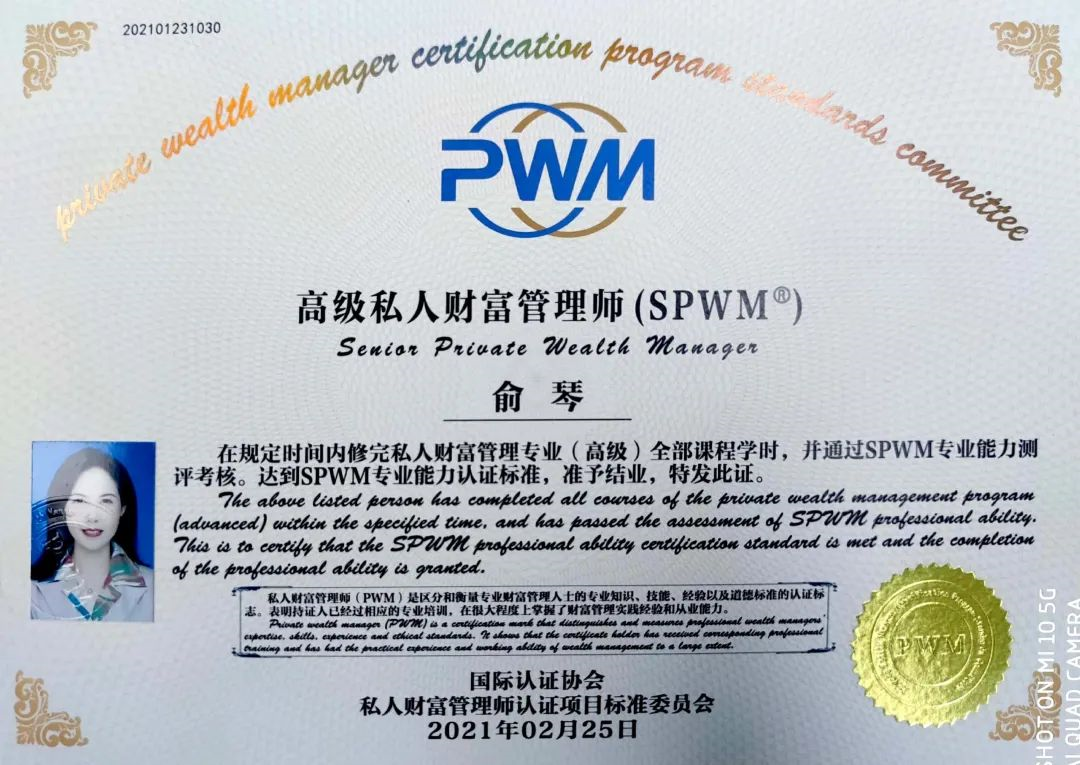 202101231030
private wealth manager certification program standards committee
PWM
高级私人财富管理师(SPWM®)
Senior Private Wealth Manager
俞 琴
在规定时间内修完私人财富管理专业（高级）全部课程学时，并通过SPWM专业能力测
评考核。达到SPWM专业能力认证标准，准予结业，特发此证。
The above listed person has completed all courses of the private wealth management program
(advanced) within the specified time, and has passed the assessment of SPWM professional ability.
This is to certify that the SPWM professional ability certification standard is met and the completion
of the professional ability is granted.
私人财富管理师（PWM）是区分和衡量专业财富管理人士的专业知识、技能、经验以及道德标准的认证标
志。表明持证人已经过相应的专业培训，在很大程度上掌握了财富管理实践经验和从业能力。
Private wealth manager (PWM) is a certification mark that distinguishes and measures professional wealth managers'
expertise, skills, experience and ethical standards. It shows that the certificate holder has received corresponding professional
training and has had the practical experience and working ability of wealth management to a large extent.
PWM
国际认证协会
私人财富管理师认证项目标准委员会
2021年02月25日
SHOT ON MI 10 5G
AI QUAD CAMERA